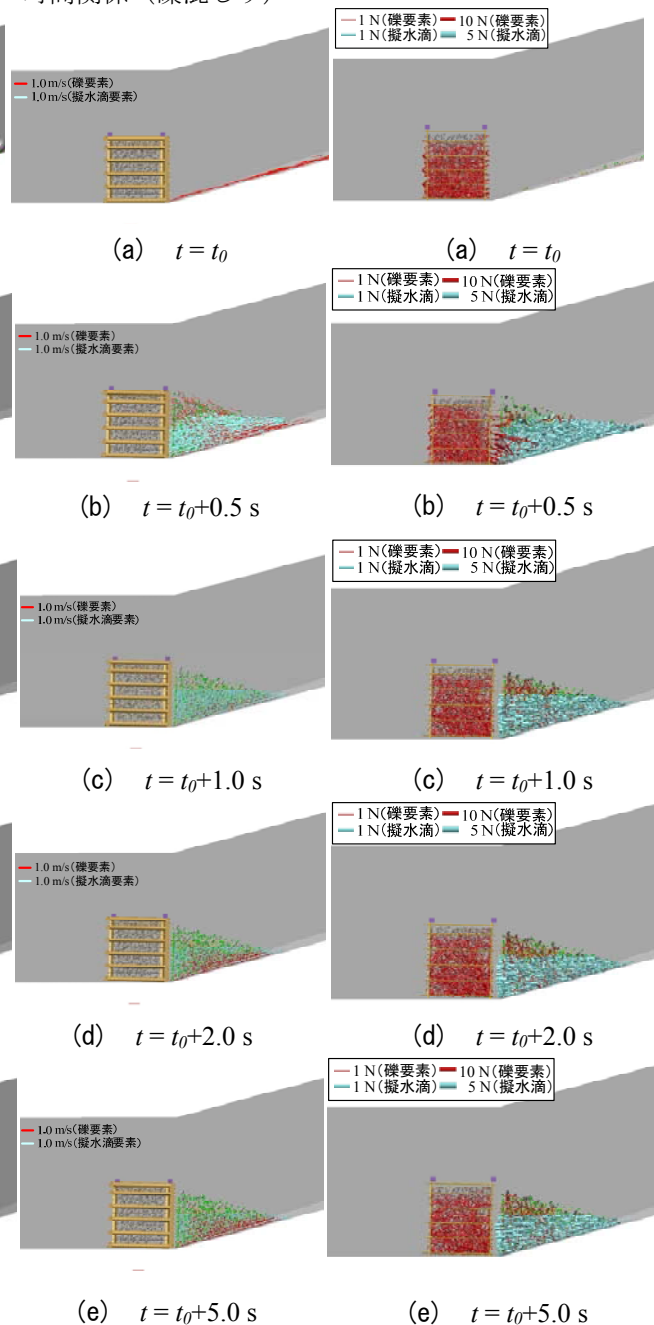 時間関係（礫混じり）
1.0 m/s(礫要素)
1.0 m/s(擬水滴要素)
(a) t = t0
1 N(礫要素) 10 N(礫要素)
1 N(擬水滴) 5 N(擬水滴)
(a) t = t0
1.0 m/s(礫要素)
1.0 m/s(擬水滴要素)
(b) t = t0+0.5 s
1 N(礫要素) 10 N(礫要素)
1 N(擬水滴) 5 N(擬水滴)
(b) t = t0+0.5 s
1.0 m/s(礫要素)
1.0 m/s(擬水滴要素)
(c) t = t0+1.0 s
1 N(礫要素) 10 N(礫要素)
1 N(擬水滴) 5 N(擬水滴)
(c) t = t0+1.0 s
1.0 m/s(礫要素)
1.0 m/s(擬水滴要素)
(d) t = t0+2.0 s
1 N(礫要素) 10 N(礫要素)
1 N(擬水滴) 5 N(擬水滴)
(d) t = t0+2.0 s
1.0 m/s(礫要素)
1.0 m/s(擬水滴要素)
(e) t = t0+5.0 s
1 N(礫要素) 10 N(礫要素)
1 N(擬水滴) 5 N(擬水滴)
(e) t = t0+5.0 s